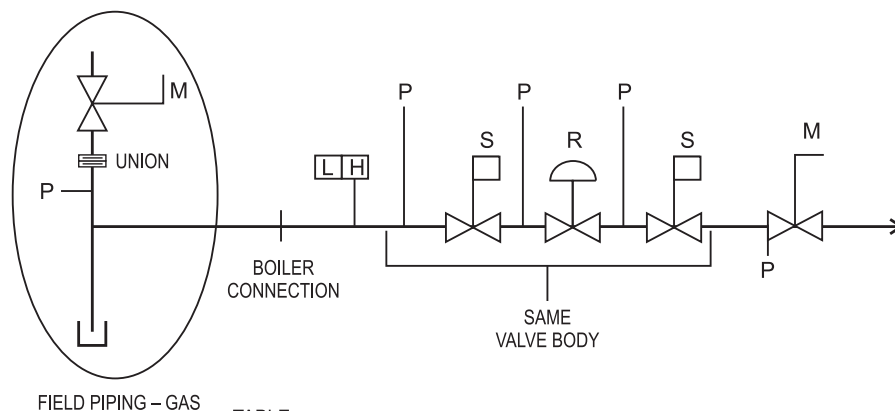 M
UNION
P
L H
P
S
P
R
P
S
M
P
BOILER
CONNECTION
SAME
VALVE BODY
FIELD PIPING – GAS